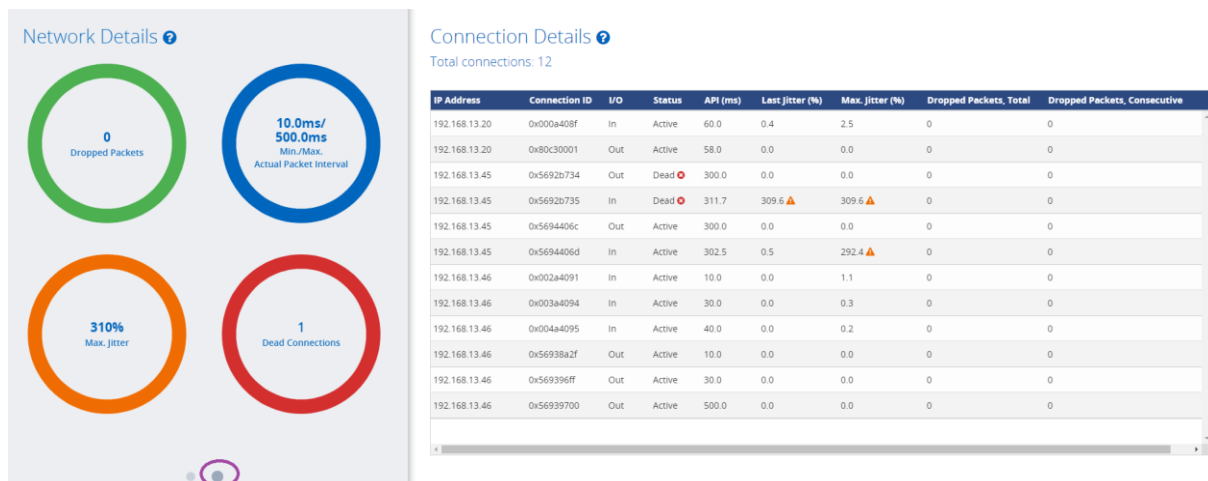 Network Details ?
0
Dropped Packets
10.0ms/
500.0ms
Min./Max.
Actual Packet Interval
310%
Max. Jitter
1
Dead Connections
Connection Details ?
Total connections: 12
IP Address Connection ID I/O Status API (ms) Last Jitter (%) Max. Jitter (%) Dropped Packets, Total Dropped Packets, Consecutive
192.168.13.20 0x000a408f In Active 60.0 0.4 2.5 0 0
192.168.13.20 0x80c30001 Out Active 58.0 0.0 0.0 0 0
192.168.13.45 0x5692b734 Out Dead 300.0 0.0 0.0 0 0
192.168.13.45 0x5692b735 In Dead 311.7 309.6 309.6 0 0
192.168.13.45 0x5694406c Out Active 300.0 0.0 0.0 0 0
192.168.13.45 0x5694406d In Active 302.5 0.5 292.4 0 0
192.168.13.46 0x002a4091 In Active 10.0 0.0 1.1 0 0
192.168.13.46 0x003a4094 In Active 30.0 0.0 0.3 0 0
192.168.13.46 0x004a4095 In Active 40.0 0.0 0.2 0 0
192.168.13.46 0x56938a2f Out Active 10.0 0.0 0.0 0 0
192.168.13.46 0x569396ff Out Active 30.0 0.0 0.0 0 0
192.168.13.46 0x56939700 Out Active 500.0 0.0 0.0 0 0